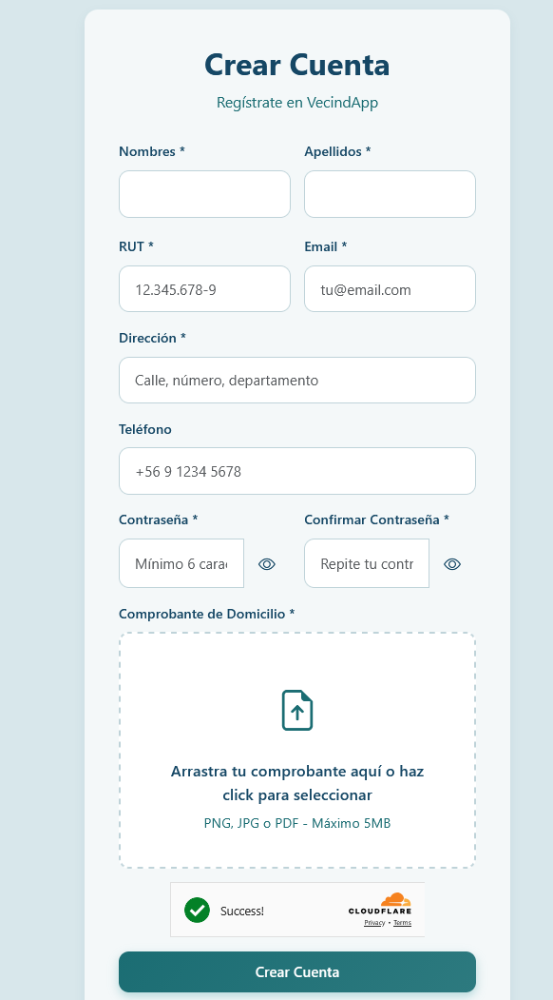 Crear Cuenta
Regístrate en VecindApp
Nombres *
Apellidos *
RUT *
Email *
12.345.678-9
tu@email.com
Dirección *
Calle, número, departamento
Teléfono
+56 9 1234 5678
Contraseña *
Confirmar Contraseña *
Mínimo 6 cara
Repite tu contr
Comprobante de Domicilio *
Arrastra tu comprobante aquí o haz
click para seleccionar
PNG, JPG o PDF - Máximo 5MB
Success!
CLOUDFLARE
Privacy • Terms
Crear Cuenta